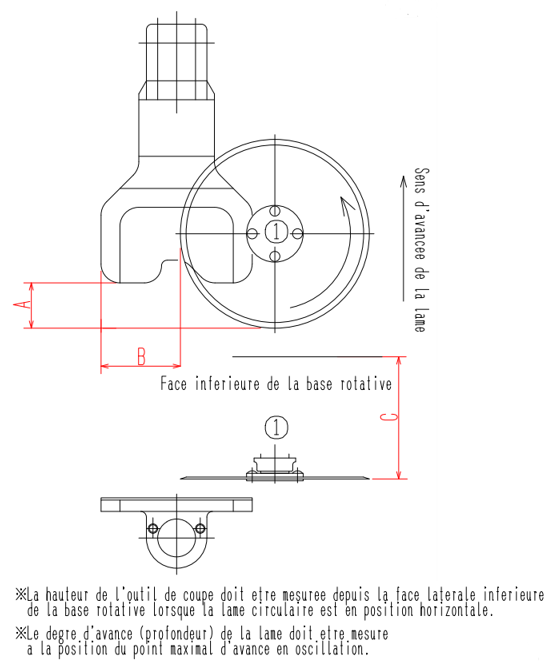 Sens d'avancee de la lame
1
A
B
Face inferieure de la base rotative
C
1
※La hauteur de l'outil de coupe doit etre mesuree depuis la face laterale inferieure
de la base rotative lorsque la lame circulaire est en position horizontale.
※Le degre d'avance (profondeur) de la lame doit etre mesure
a la position du point maximal d'avance en oscillation.